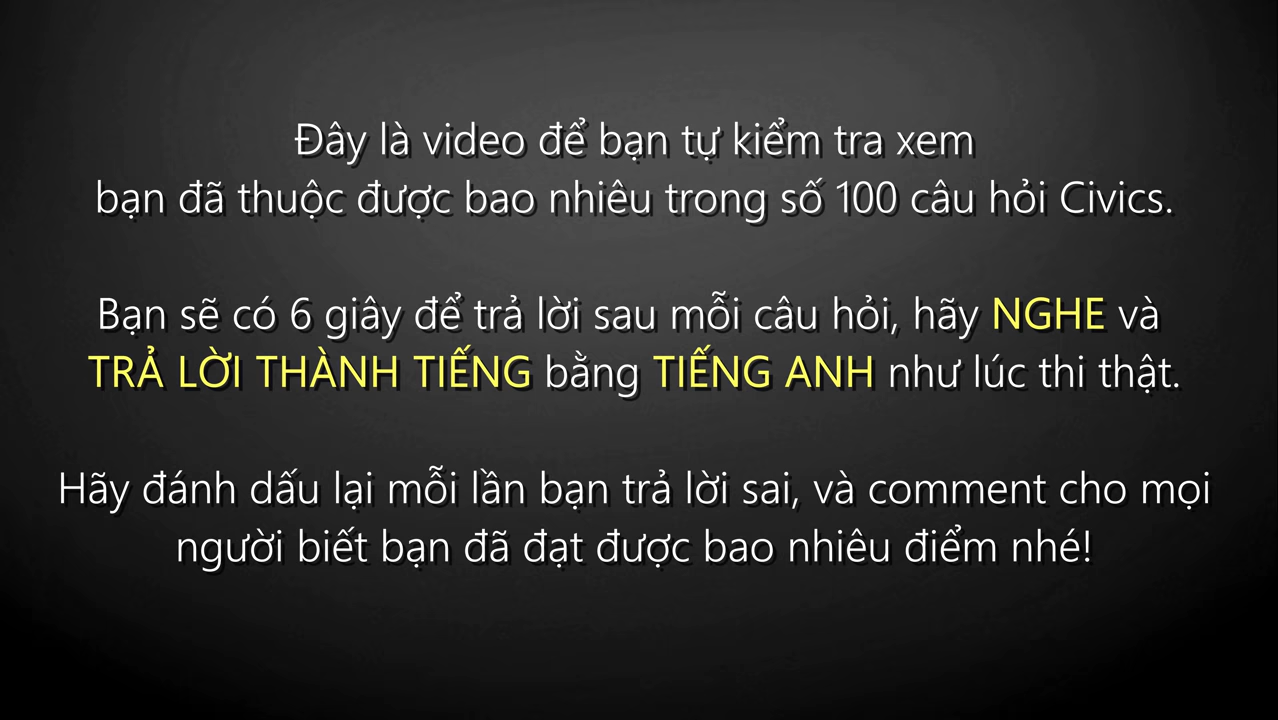 Đây là video để bạn tự kiểm tra xem
bạn đã thuộc được bao nhiêu trong số 100 câu hỏi Civics.
Bạn sẽ có 6 giây để trả lời sau mỗi câu hỏi, hãy NGHE và
TRẢ LỜI THÀNH TIẾNG bằng TIẾNG ANH như lúc thi thật.
Hãy đánh dấu lại mỗi lần bạn trả lời sai, và comment cho mọi
người biết bạn đã đạt được bao nhiêu điểm nhé!